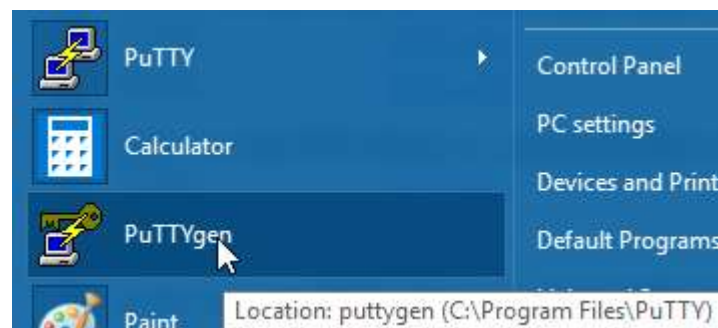 PuTTY
Calculator
PuTTYgen
Paint
Control Panel
PC settings
Devices and Print
Default Programs
Location: puttygen (C:\Program Files\PuTTY)